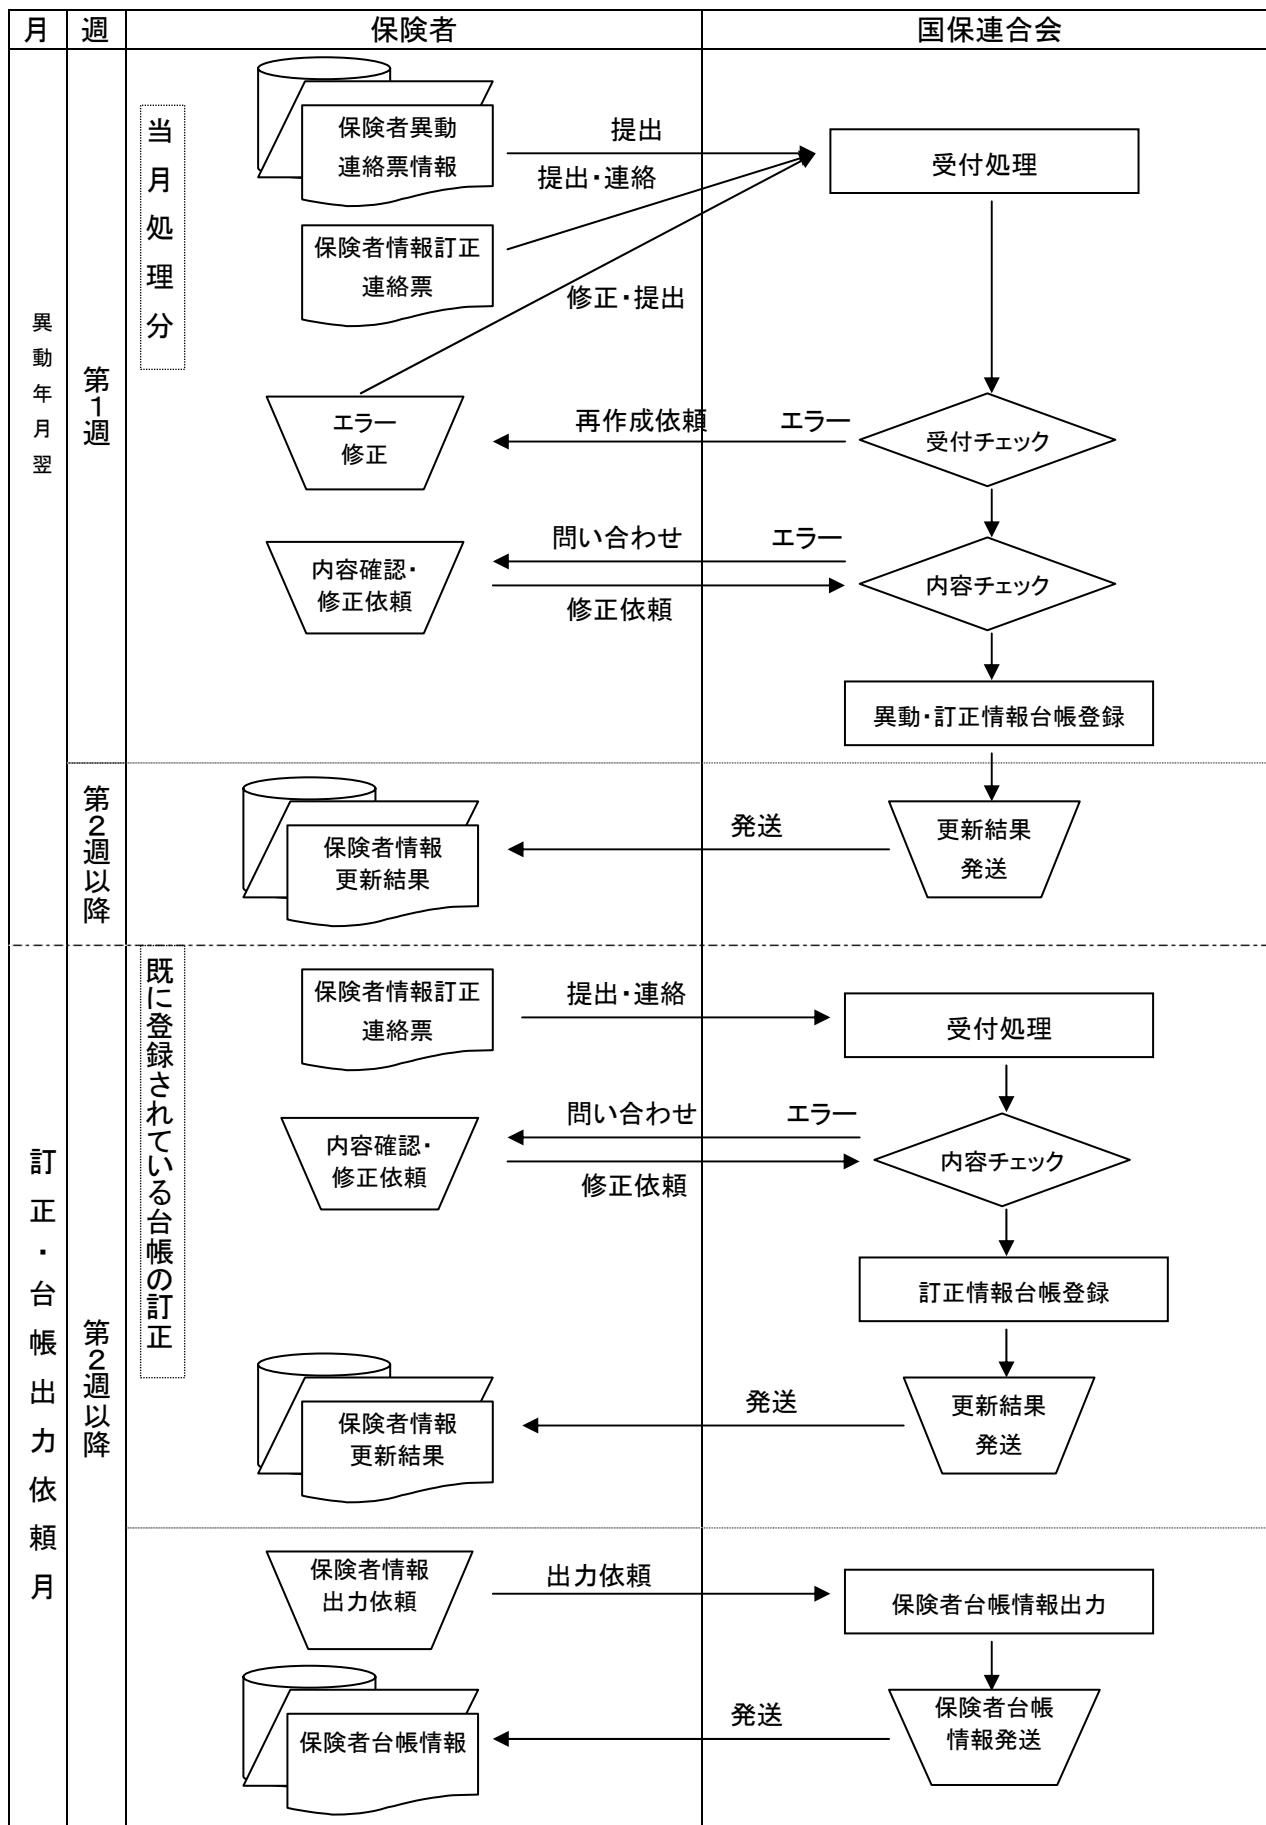 月
週
保険者
国保連合会
異動年月翌
第1週
当月処理分
保険者異動
連絡票情報
提出
提出・連絡
受付処理
保険者情報訂正
連絡票
修正・提出
エラー
修正
再作成依頼
エラー
受付チェック
内容確認・
修正依頼
問い合わせ
エラー
修正依頼
内容チェック
異動・訂正情報台帳登録
第2週以降
保険者情報
更新結果
発送
更新結果
発送
訂正・台帳出力依頼月
第2週以降
既に登録されている台帳の訂正
保険者情報訂正
連絡票
提出・連絡
受付処理
内容確認・
修正依頼
問い合わせ
エラー
修正依頼
内容チェック
訂正情報台帳登録
保険者情報
更新結果
発送
更新結果
発送
保険者情報
出力依頼
出力依頼
保険者台帳情報出力
保険者台帳情報
発送
保険者台帳
情報発送